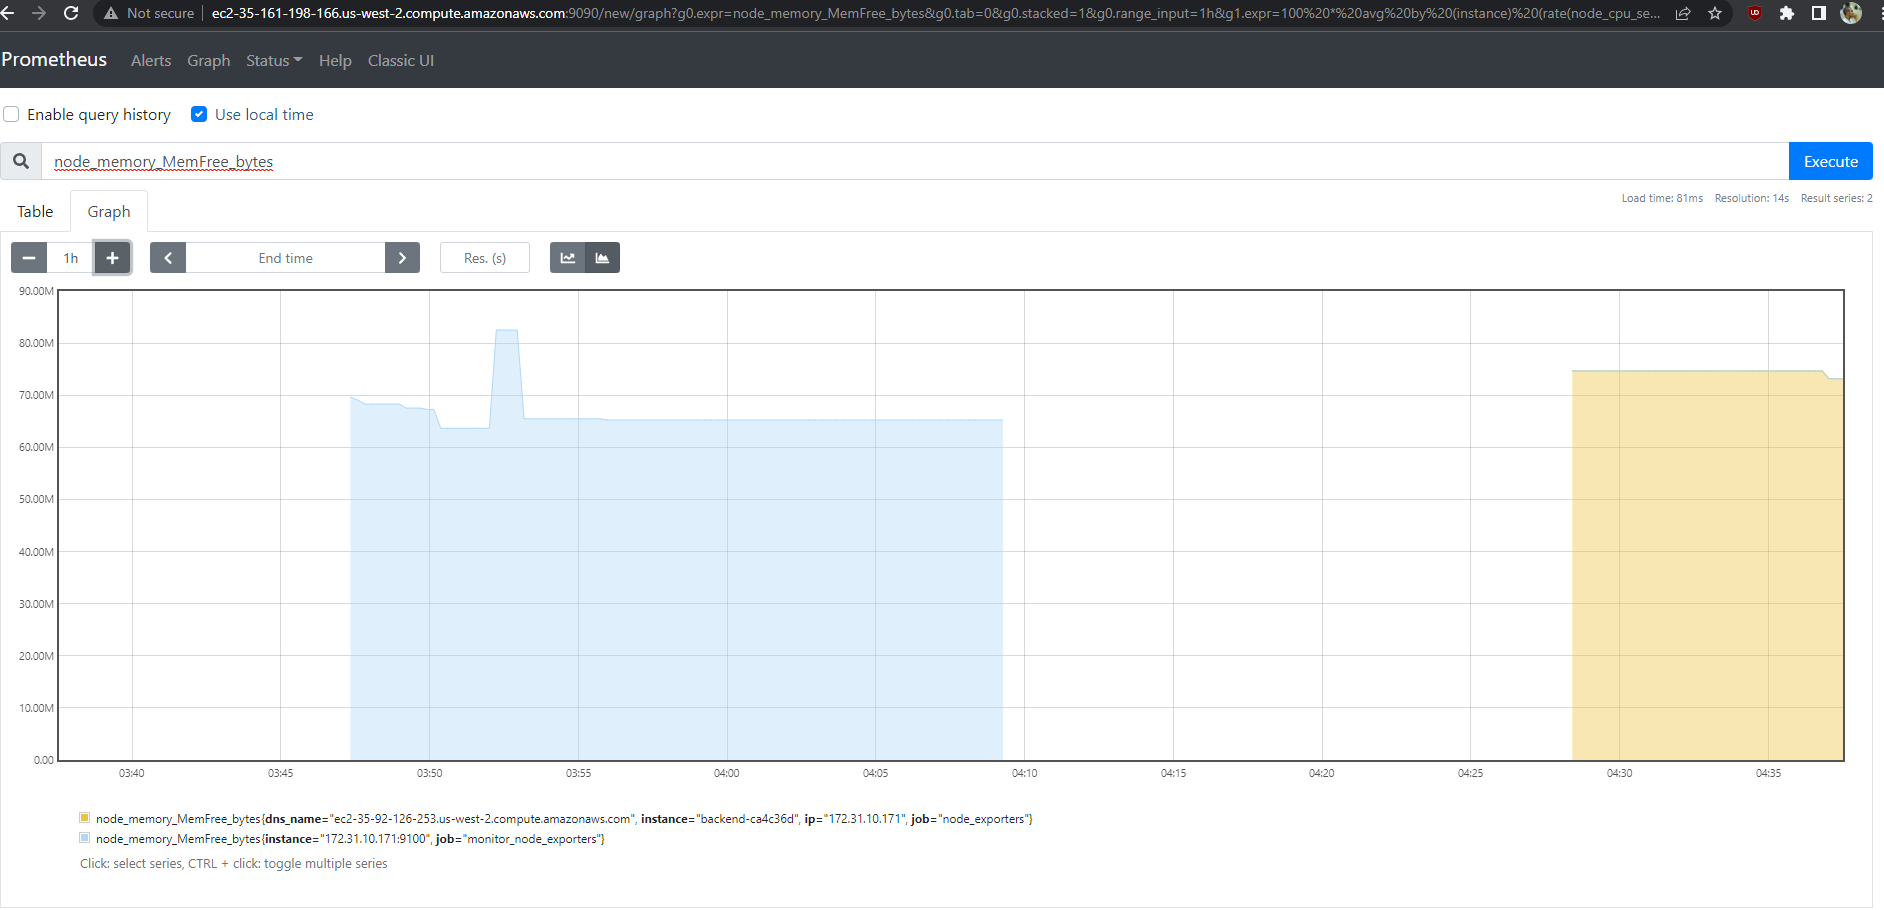 Not secure ec2-35-161-198-166.us-west-2.compute.amazonaws.com:9090/new/graph?g0.expr=node_memory_MemFree_bytes&g0.tab=0&g0.stacked=1&g0.range_input=1h&g1.expr=100%20*%20avg%20by%20(instance)%20(rate(node_cpu_se...
Prometheus Alerts Graph Status Help Classic UI
Enable query history Use local time
node_memory_MemFree_bytes Execute
Load time: 81ms Resolution: 14s Result series: 2
Table Graph
1h End time Res. (s)
90.00M
80.00M
70.00M
60.00M
50.00M
40.00M
30.00M
20.00M
10.00M
0.00
03:40 03:45 03:50 03:55 04:00 04:05 04:10 04:15 04:20 04:25 04:30 04:35
node_memory_MemFree_bytes{dns_name="ec2-35-92-126-253.us-west-2.compute.amazonaws.com", instance="backend-ca4c36d", ip="172.31.10.171", job="node_exporters"}
node_memory_MemFree_bytes{instance="172.31.10.171:9100", job="monitor_node_exporters"}
Click: select series, CTRL + click: toggle multiple series